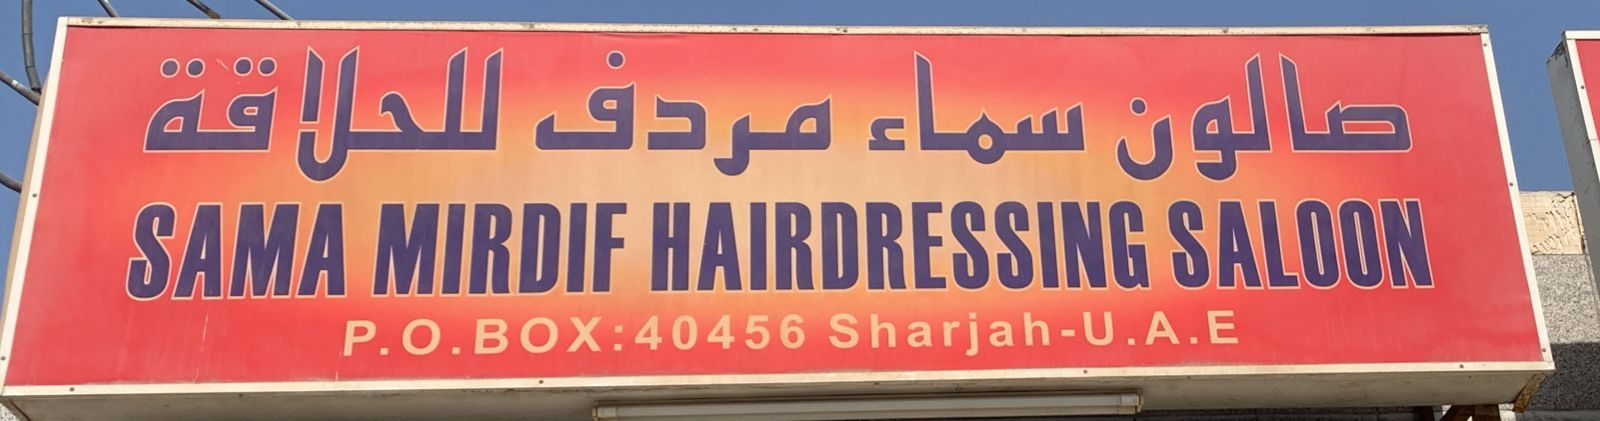 صالون سماء مردف للحلاقة
SAMA MIRDIF HAIRDRESSING SALOON
P.O.BOX:40456 Sharjah-U.A.E